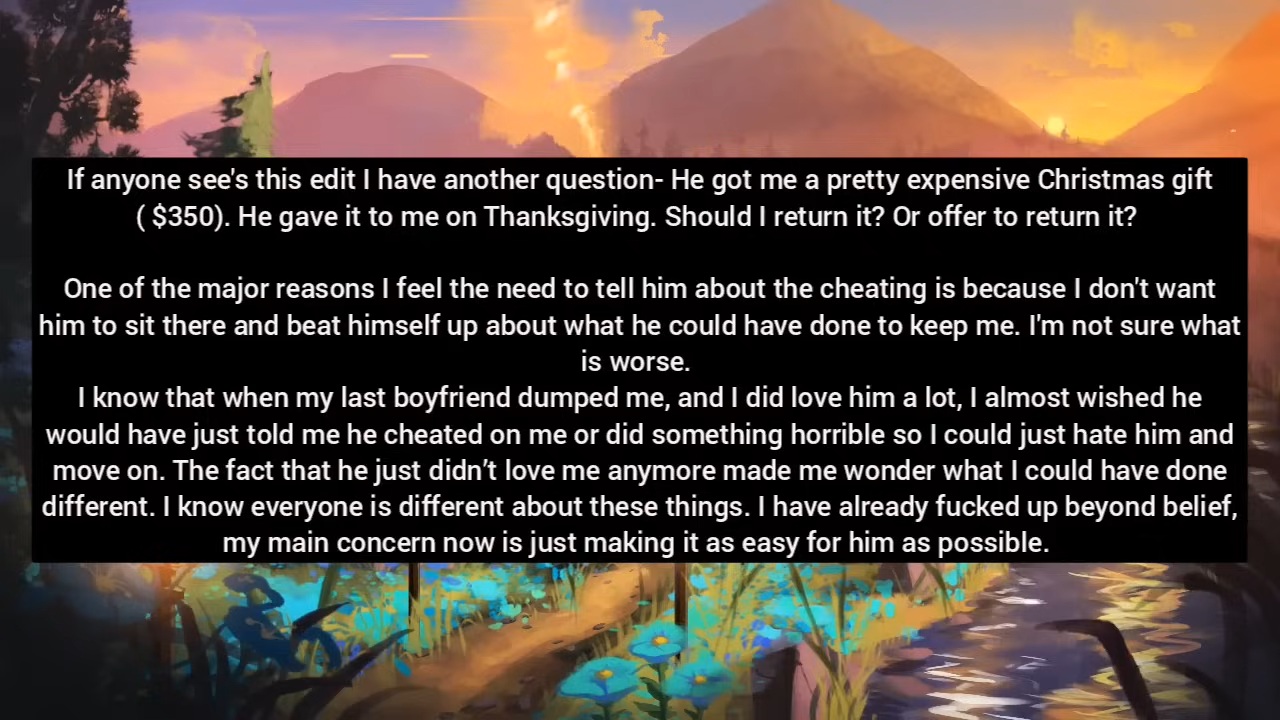 If anyone see's this edit I have another question- He got me a pretty expensive Christmas gift
( $350). He gave it to me on Thanksgiving. Should I return it? Or offer to return it?
One of the major reasons I feel the need to tell him about the cheating is because I don't want
him to sit there and beat himself up about what he could have done to keep me. I'm not sure what
is worse.
I know that when my last boyfriend dumped me, and I did love him a lot, I almost wished he
would have just told me he cheated on me or did something horrible so I could just hate him and
move on. The fact that he just didn’t love me anymore made me wonder what I could have done
different. I know everyone is different about these things. I have already fucked up beyond belief,
my main concern now is just making it as easy for him as possible.